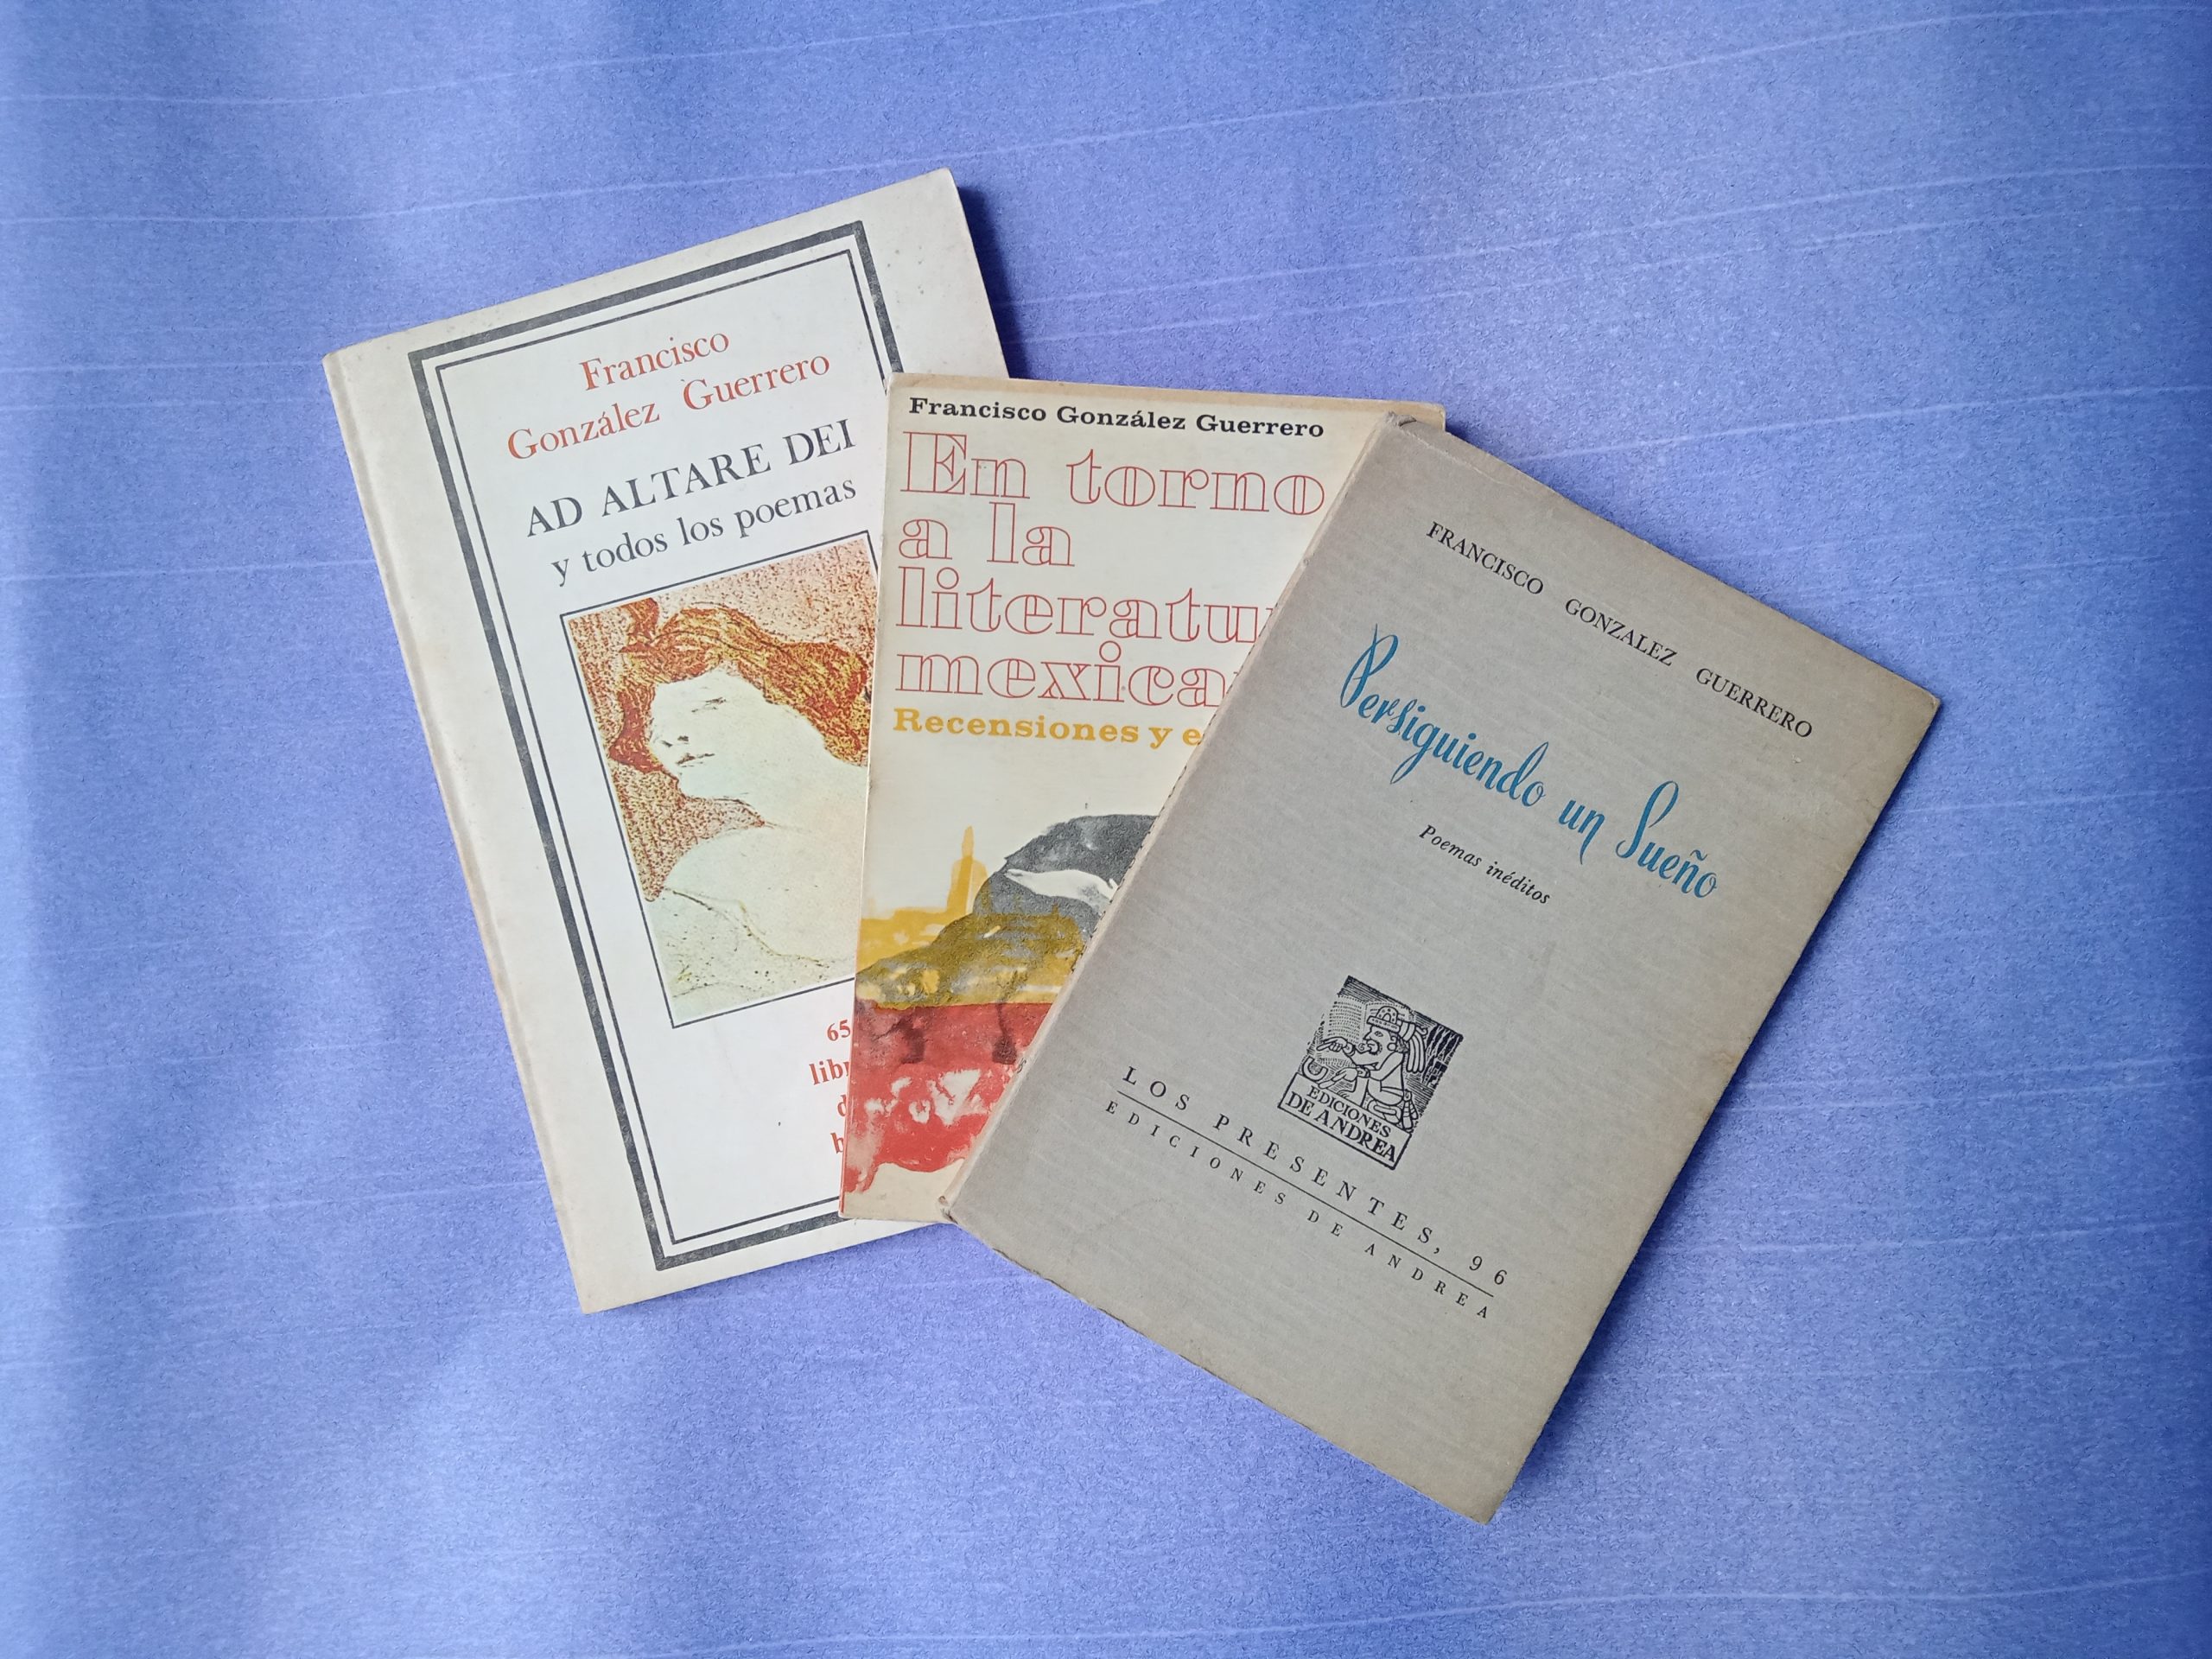 Francisco
González Guerrero
AD ALTARE DEI
y todos los poemas
65
Francisco González Guerrero
En torno
a la
literatu
mexica
Recensiones y e
FRANCISCO GONZALEZ GUERRERO
Persiguiendo un Sueño
Poemas inéditos
EDICIONES
DE ANDREA
LOS PRESENTES, 96
EDICIONES DE ANDREA